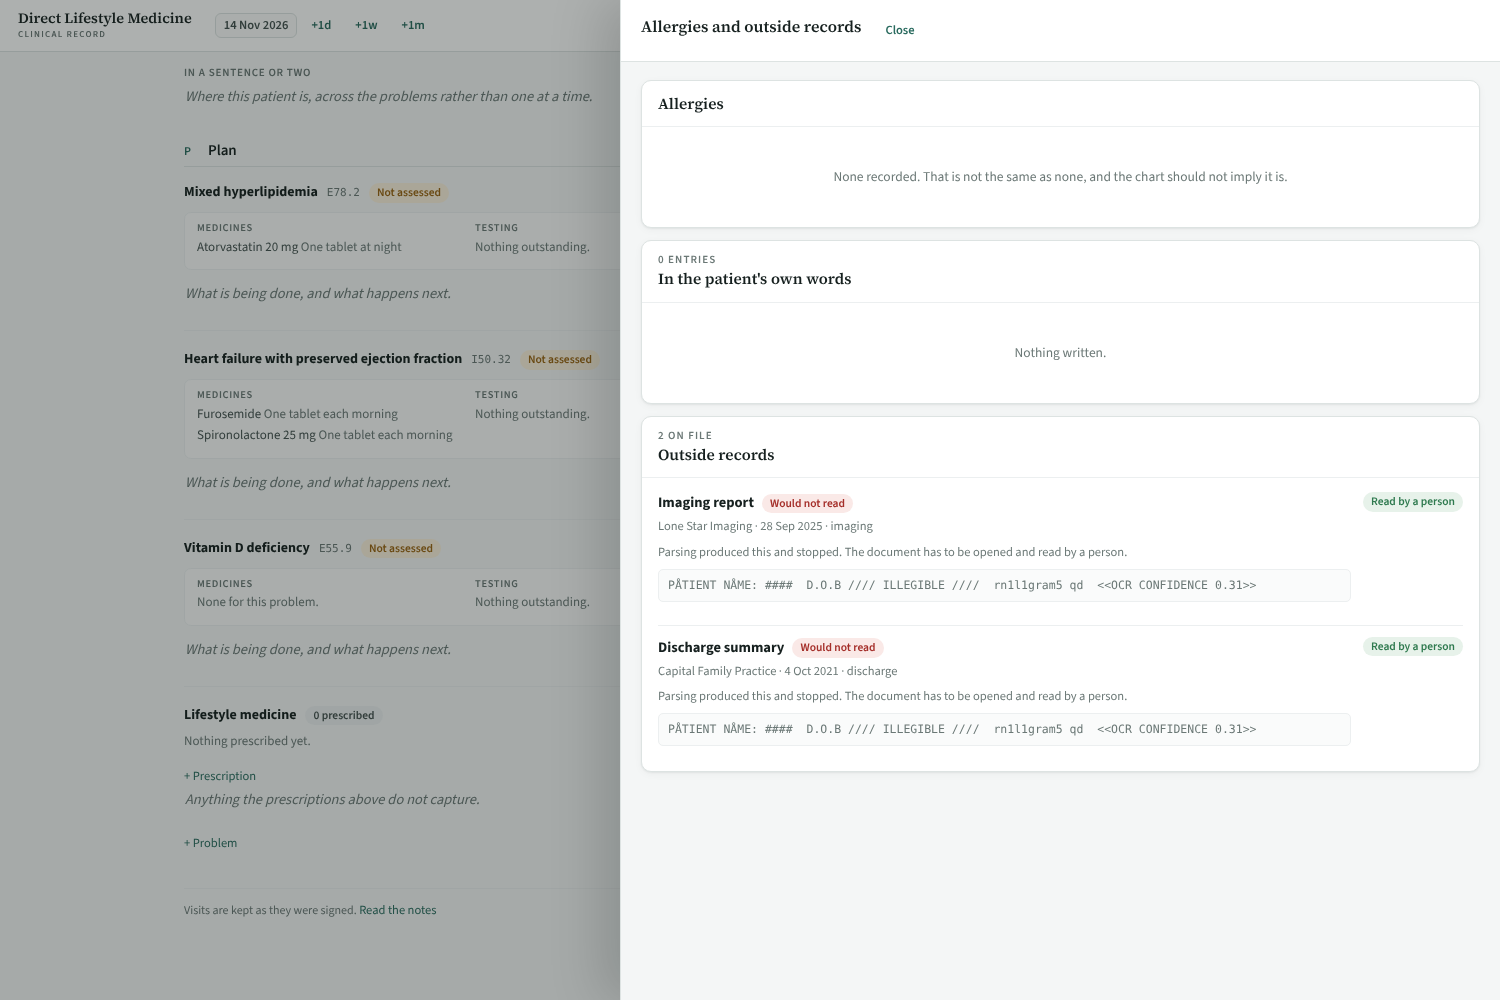 Direct Lifestyle Medicine
CLINICAL RECORD
14 Nov 2026 +1d +1w +1m
IN A SENTENCE OR TWO
Where this patient is, across the problems rather than one at a time.
P Plan
Mixed hyperlipidemia E78.2 Not assessed
MEDICINES TESTING
Atorvastatin 20 mg One tablet at night Nothing outstanding.
What is being done, and what happens next.
Heart failure with preserved ejection fraction I50.32 Not assessed
MEDICINES TESTING
Furosemide One tablet each morning Nothing outstanding.
Spironolactone 25 mg One tablet each morning
What is being done, and what happens next.
Vitamin D deficiency E55.9 Not assessed
MEDICINES TESTING
None for this problem. Nothing outstanding.
What is being done, and what happens next.
Lifestyle medicine 0 prescribed
Nothing prescribed yet.
+ Prescription
Anything the prescriptions above do not capture.
+ Problem
Visits are kept as they were signed. Read the notes
Allergies and outside records Close
Allergies
None recorded. That is not the same as none, and the chart should not imply it is.
0 ENTRIES
In the patient's own words
Nothing written.
2 ON FILE
Outside records
Imaging report Would not read Read by a person
Lone Star Imaging · 28 Sep 2025 · imaging
Parsing produced this and stopped. The document has to be opened and read by a person.
PÅTIENT NÅME: #### D.O.B //// ILLEGIBLE //// rn1l1gram5 qd <<OCR CONFIDENCE 0.31>>
Discharge summary Would not read Read by a person
Capital Family Practice · 4 Oct 2021 · discharge
Parsing produced this and stopped. The document has to be opened and read by a person.
PÅTIENT NÅME: #### D.O.B //// ILLEGIBLE //// rn1l1gram5 qd <<OCR CONFIDENCE 0.31>>